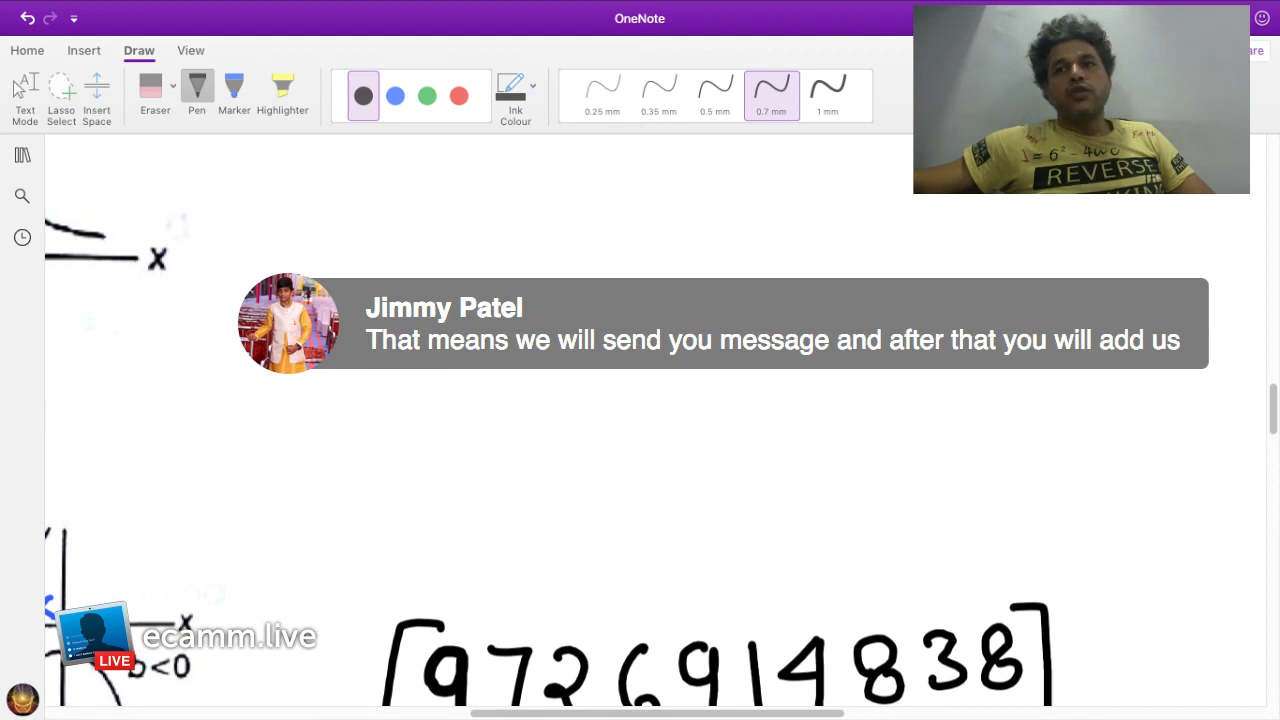 OneNote
Home Insert Draw View
are
Text Mode
Lasso Select
Insert Space
Eraser
Pen
Marker
Highlighter
Ink Colour
0.25 mm
0.35 mm
0.5 mm
0.7 mm
1 mm
REVERSE
x
Jimmy Patel
That means we will send you message and after that you will add us
x
b<0
ecamm.live
LIVE
[9726914838]